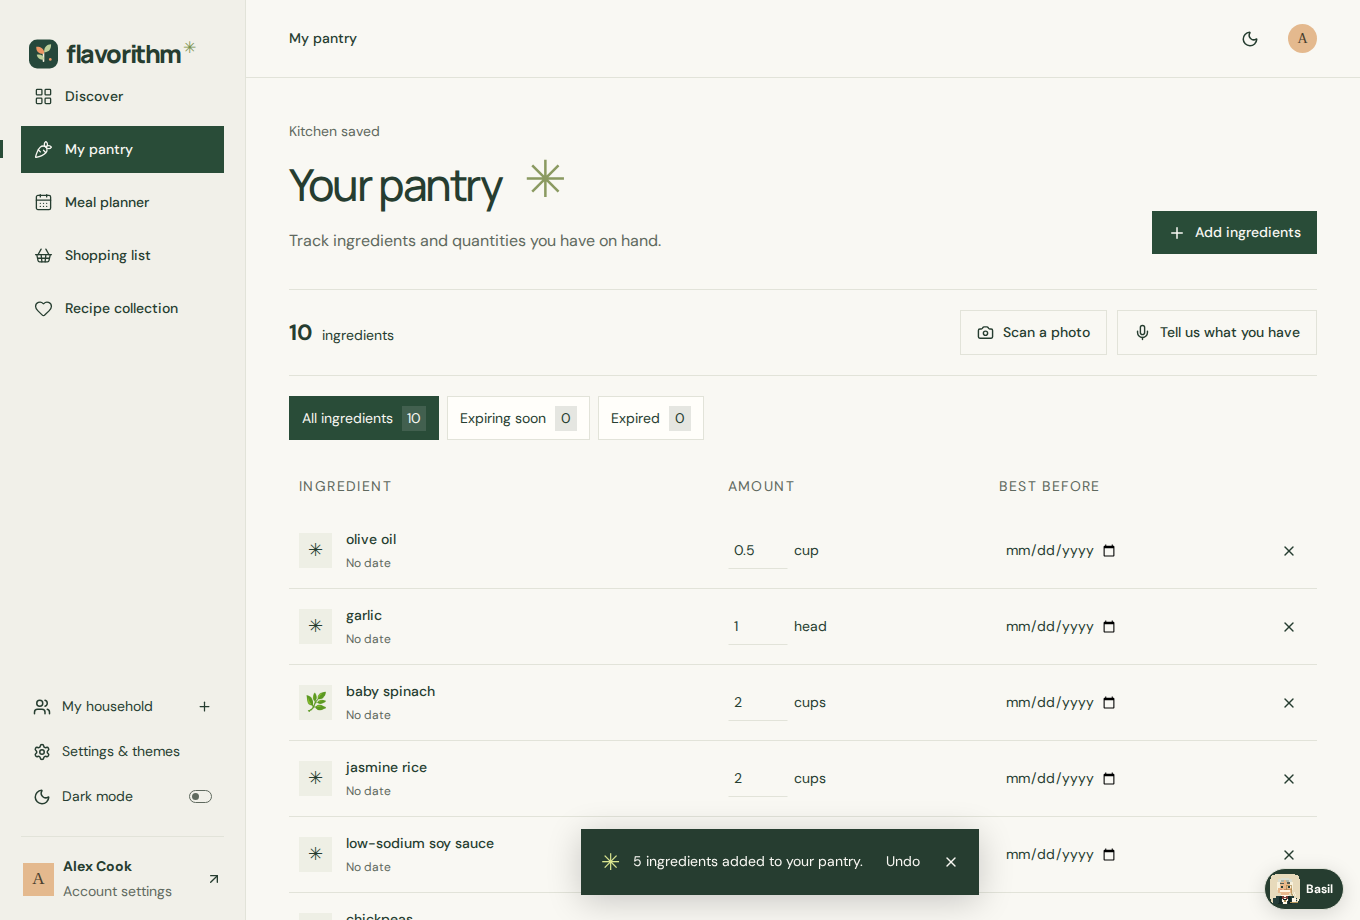 flavorithm
Discover
My pantry
Meal planner
Shopping list
Recipe collection
My household
Settings & themes
Dark mode
A
Alex Cook
Account settings
My pantry
A
Kitchen saved
Your pantry
Track ingredients and quantities you have on hand.
Add ingredients
10 ingredients
Scan a photo
Tell us what you have
All ingredients 10
Expiring soon 0
Expired 0
INGREDIENT AMOUNT BEST BEFORE
olive oil
No date
0.5 cup
mm/dd/yyyy
garlic
No date
1 head
mm/dd/yyyy
baby spinach
No date
2 cups
mm/dd/yyyy
jasmine rice
No date
2 cups
mm/dd/yyyy
low-sodium soy sauce
No date
mm/dd/yyyy
5 ingredients added to your pantry. Undo
Basil
chickpeas